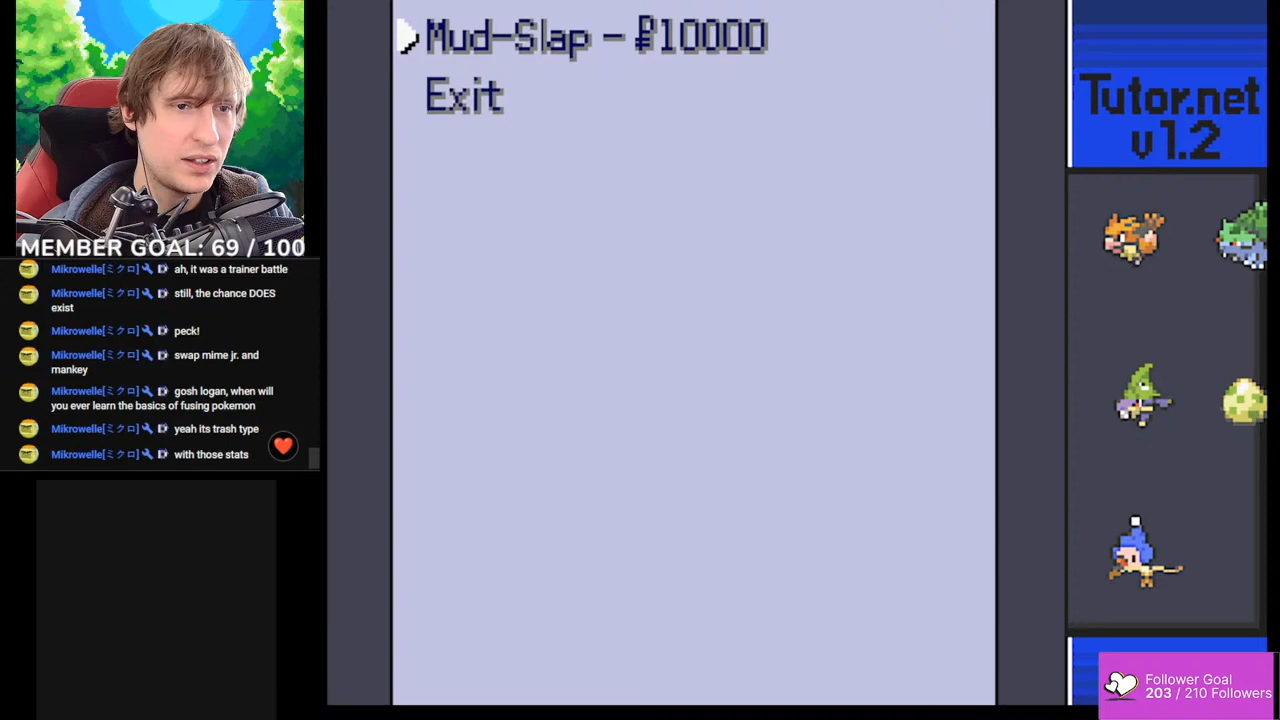 Mud-Slap - ₽10000
Exit
Tutor.net
v1.2
MEMBER GOAL: 69 / 100
Mikrowelle[ミクロ] ah, it was a trainer battle
Mikrowelle[ミクロ] still, the chance DOES
exist
Mikrowelle[ミクロ] peck!
Mikrowelle[ミクロ] swap mime jr. and
mankey
Mikrowelle[ミクロ] gosh logan, when will
you ever learn the basics of fusing pokemon
Mikrowelle[ミクロ] yeah its trash type
Mikrowelle[ミクロ] with those stats
Follower Goal
203 / 210 Followers